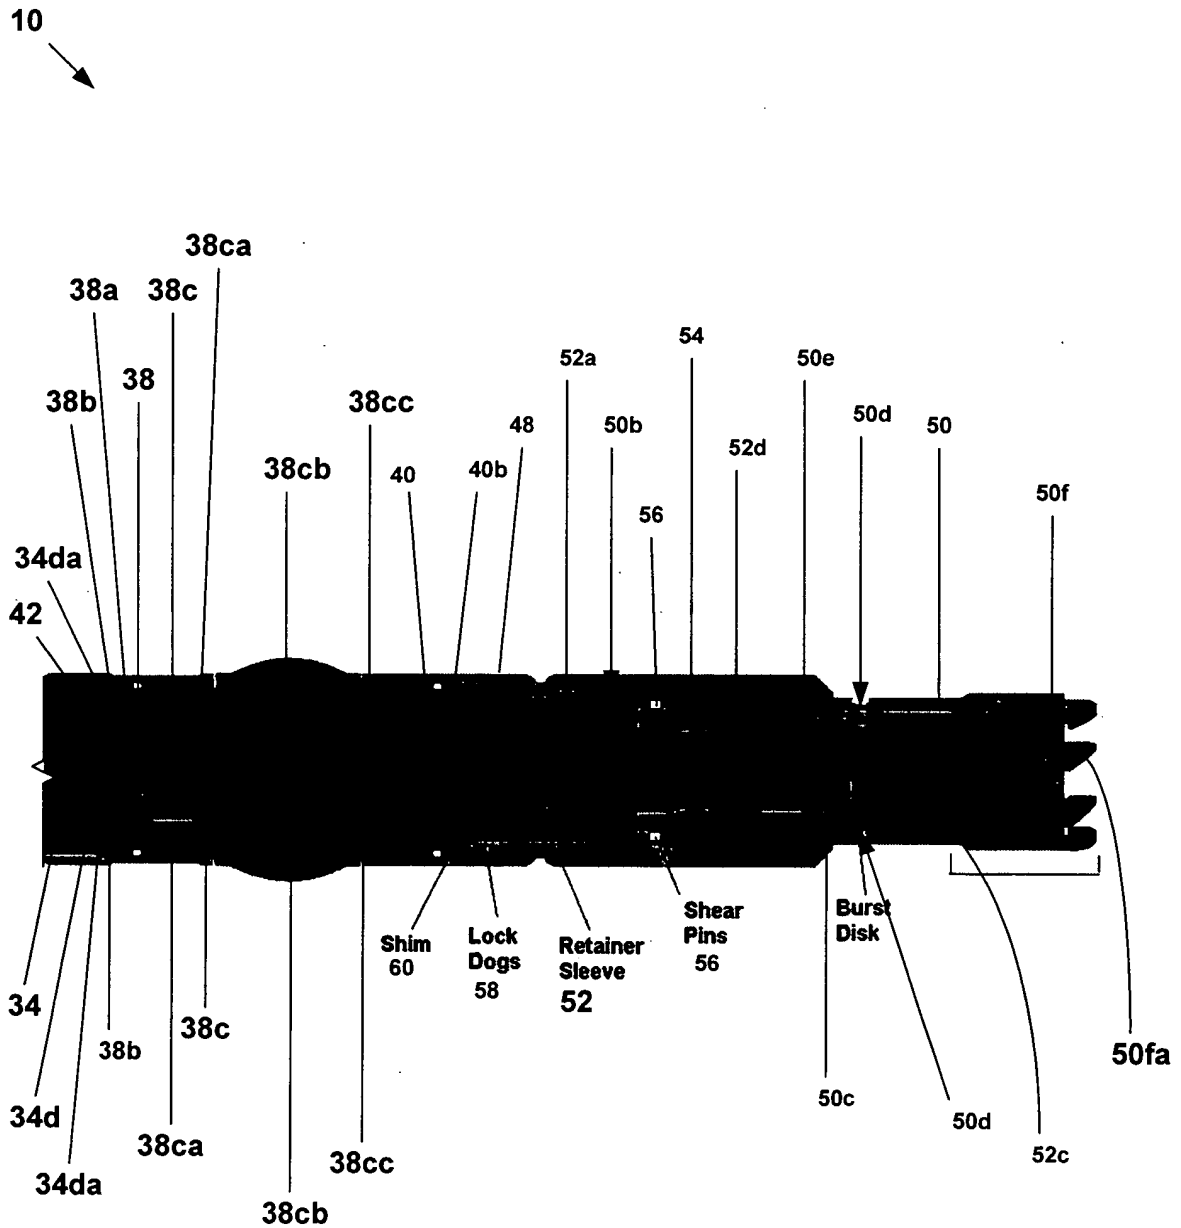 10
38ca
38a
38c
54
52a
50e
38
38b
38cc
50d
48
50b
50
52d
38cb
40
40b
50f
56
34da
42
Shim
60
Lock
Dogs
58
Retainer
Sleeve
52
Shear
Pins
56
Burst
Disk
34
38c
38b
50fa
34d
50c
50d
38ca
52c
38cc
34da
38cb